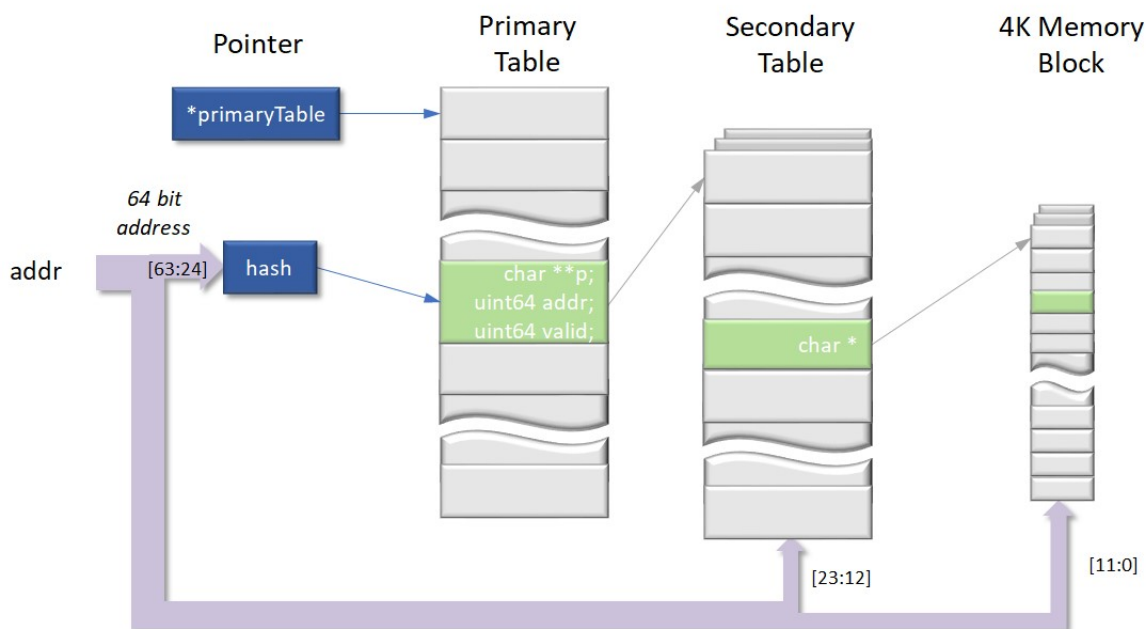 Pointer
Primary
Table
Secondary
Table
4K Memory
Block
*primaryTable
64 bit
address
addr
[63:24]
hash
char **p;
uint64 addr;
uint64 valid;
char *
[23:12]
[11:0]